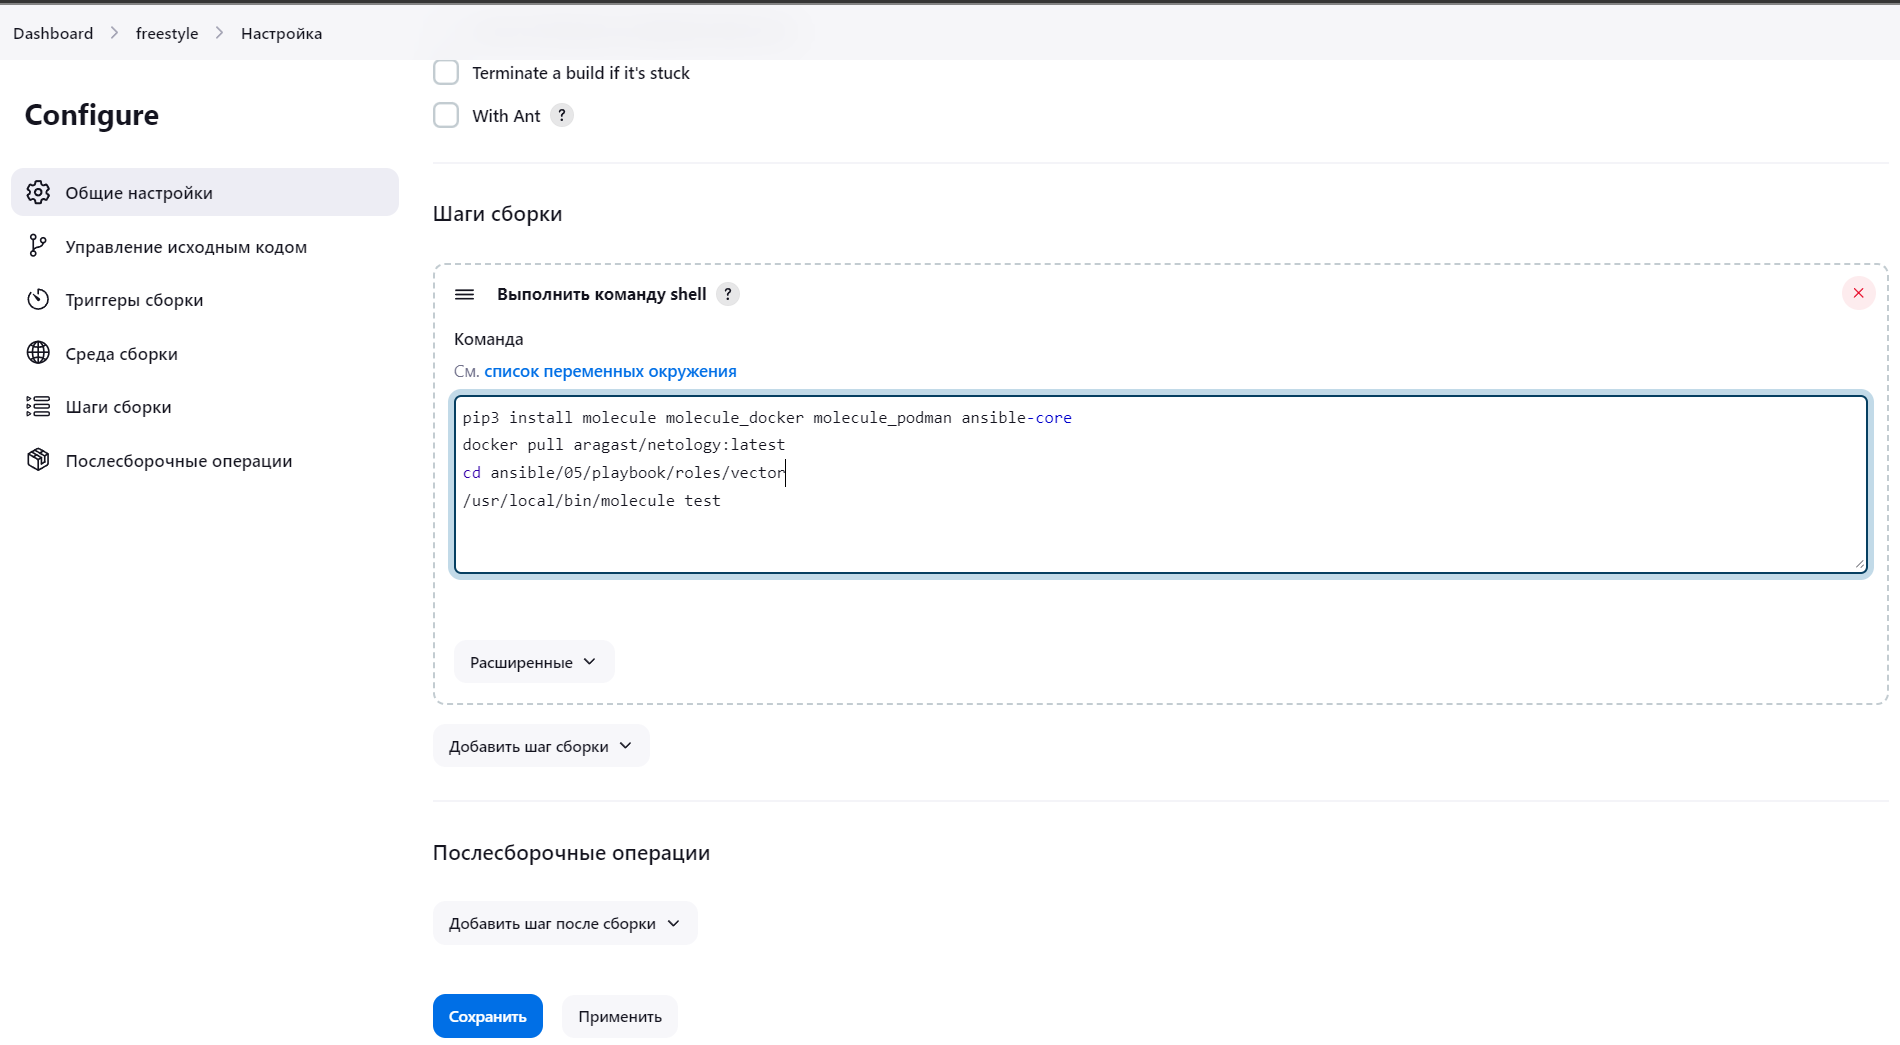 Dashboard > freestyle > Настройка
Configure
Общие настройки
Управление исходным кодом
Триггеры сборки
Среда сборки
Шаги сборки
Послесборочные операции
Terminate a build if it's stuck
With Ant ?
Шаги сборки
Выполнить команду shell ?
Команда
См. список переменных окружения
pip3 install molecule molecule_docker molecule_podman ansible-core
docker pull aragast/netology:latest
cd ansible/05/playbook/roles/vector
/usr/local/bin/molecule test
Расширенные
Добавить шаг сборки
Послесборочные операции
Добавить шаг после сборки
Сохранить
Применить